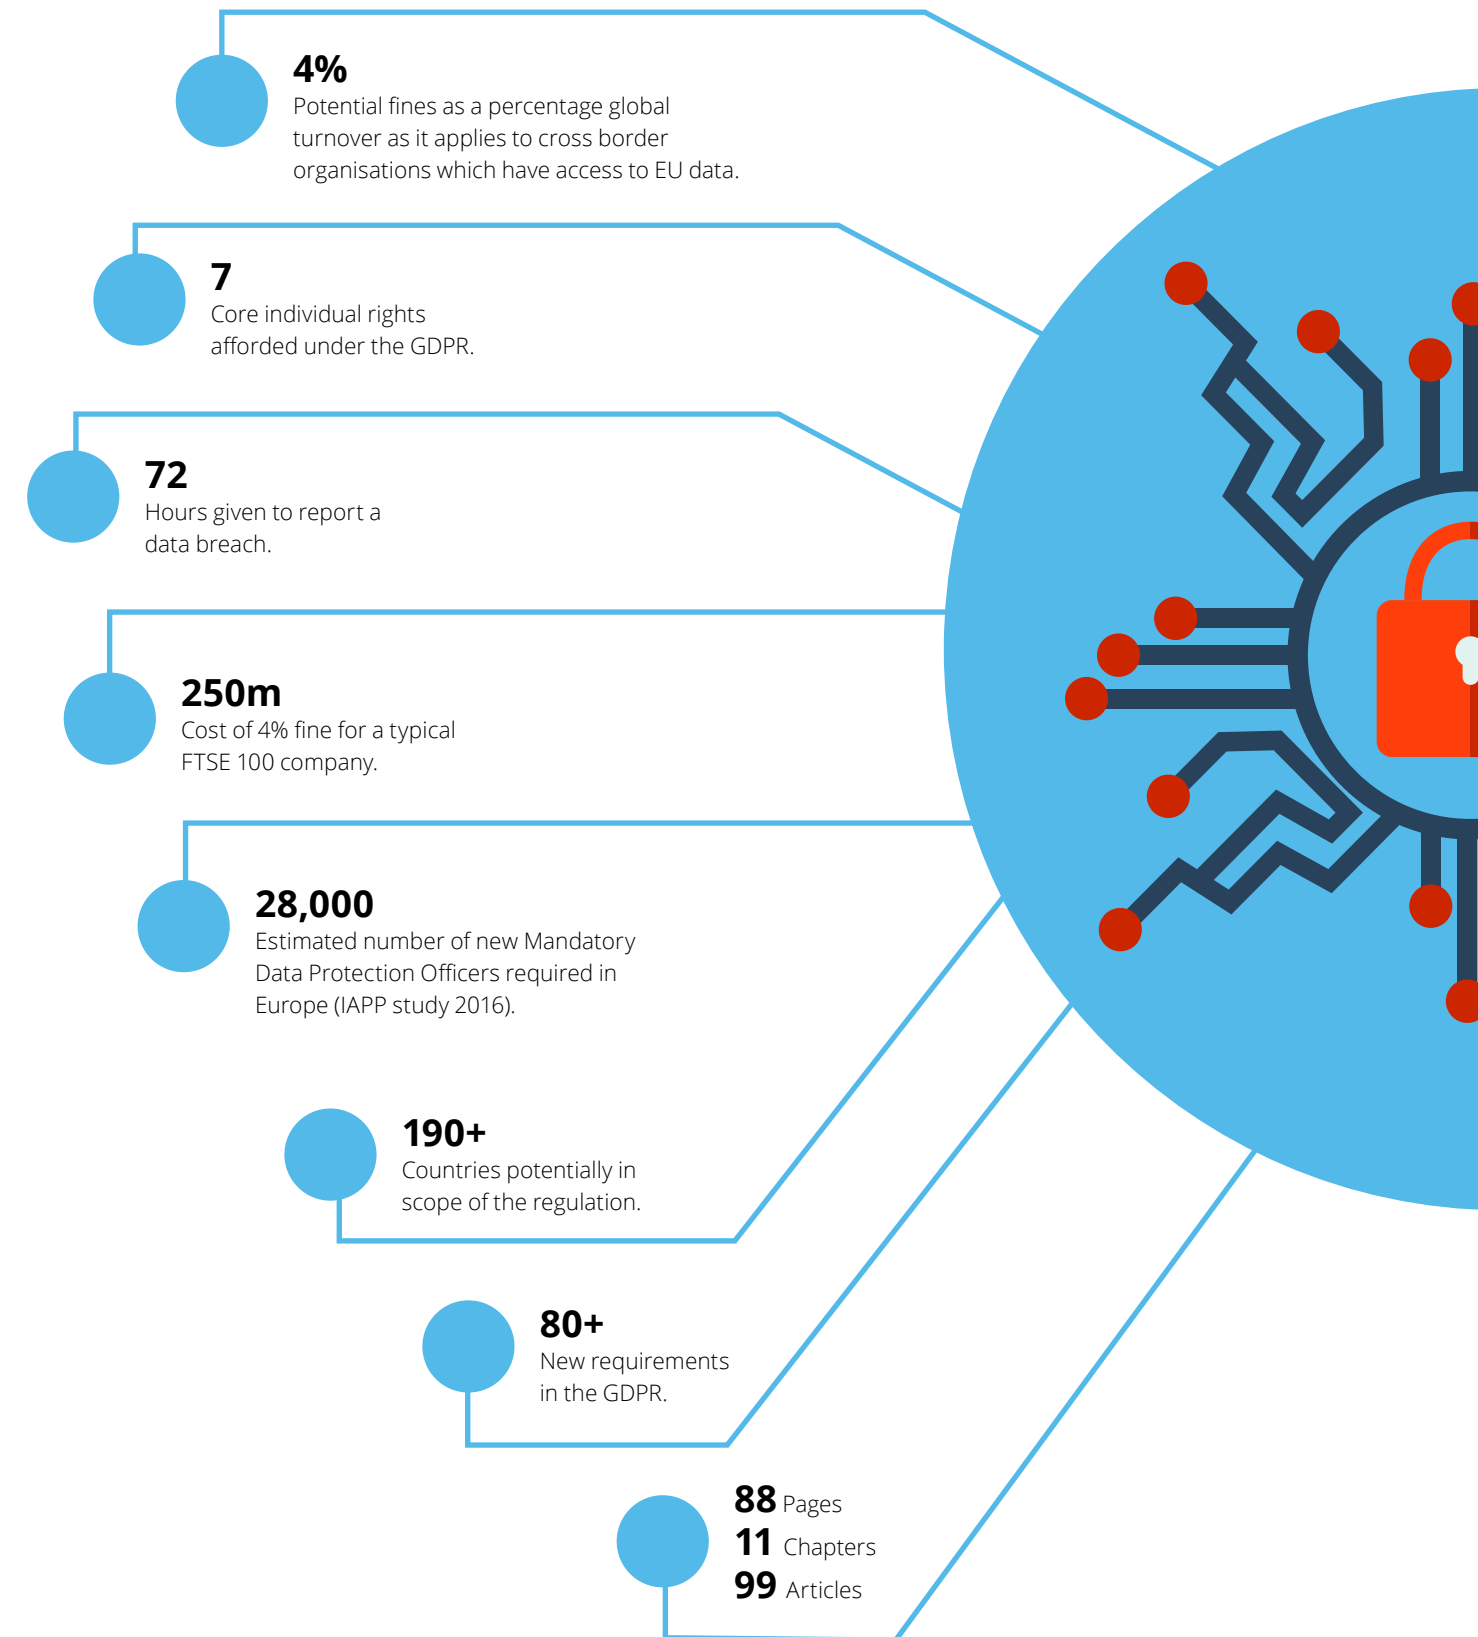 4%
Potential fines as a percentage global
turnover as it applies to cross border
organisations which have access to EU data.
7
Core individual rights
afforded under the GDPR.
72
Hours given to report a
data breach.
250m
Cost of 4% fine for a typical
FTSE 100 company.
28,000
Estimated number of new Mandatory
Data Protection Officers required in
Europe (IAPP study 2016).
190+
Countries potentially in
scope of the regulation.
80+
New requirements
in the GDPR.
88 Pages
11 Chapters
99 Articles